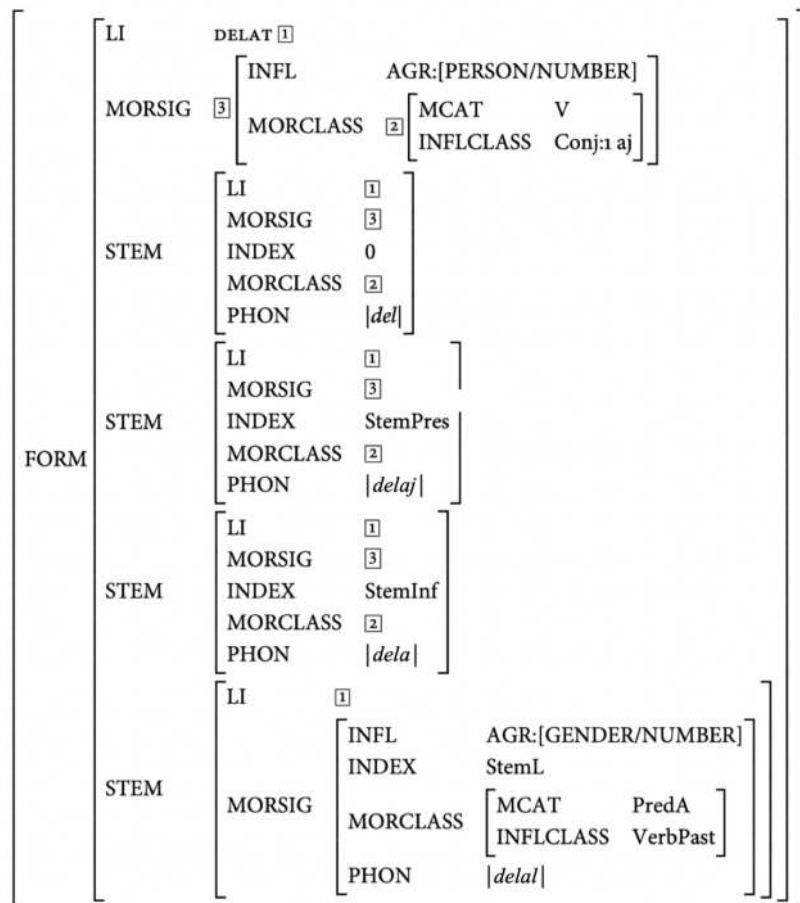 LI DELAT 1
INFL AGR:[PERSON/NUMBER]
MORSIG 3
MORCLASS 2
MCAT V
INFLCLASS Conj:1 aj
LI 1
MORSIG 3
STEM INDEX 0
MORCLASS 2
PHON |del|
LI 1
MORSIG 3
STEM INDEX StemPres
MORCLASS 2
FORM
PHON |delaj|
LI 1
MORSIG 3
STEM INDEX StemInf
MORCLASS 2
PHON |dela|
LI 1
INFL AGR:[GENDER/NUMBER]
INDEX StemL
STEM
MORSIG
MORCLASS
MCAT PredA
INFLCLASS VerbPast
PHON |delal|